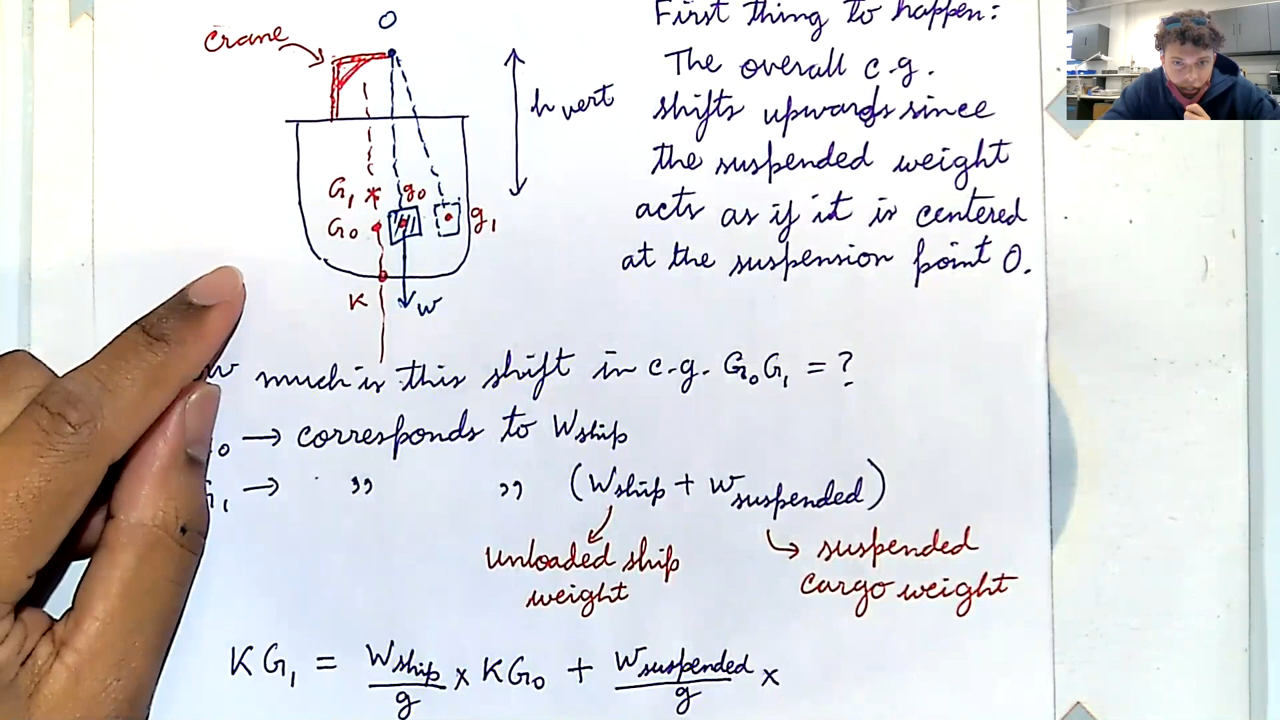 O
crane
h vert
G₁
g₀
G₀
g₁
K
w
First thing to happen:
The overall c.g.
shifts upwards since
the suspended weight
acts as if it is centered
at the suspension point O.
much is this shift in c.g. G₀G₁ = ?
₀ → corresponds to Wship
G₁ → " " (Wship + wsuspended)
unloaded ship
weight
suspended
cargo weight
KG₁ = Wship/g x KG₀ + Wsuspended/g x